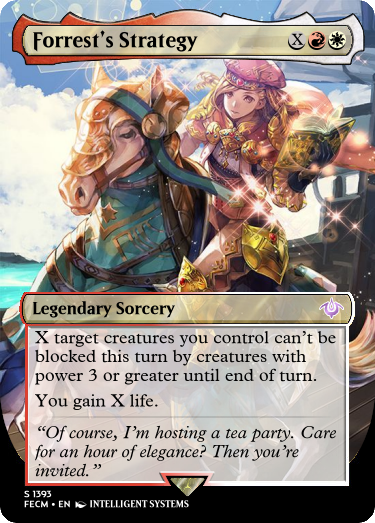 Forrest's Strategy X
Legendary Sorcery
X target creatures you control can't be
blocked this turn by creatures with
power 3 or greater until end of turn.
You gain X life.
“Of course, I'm hosting a tea party. Care
for an hour of elegance? Then you're
invited.”
S 1393
FECM • EN INTELLIGENT SYSTEMS